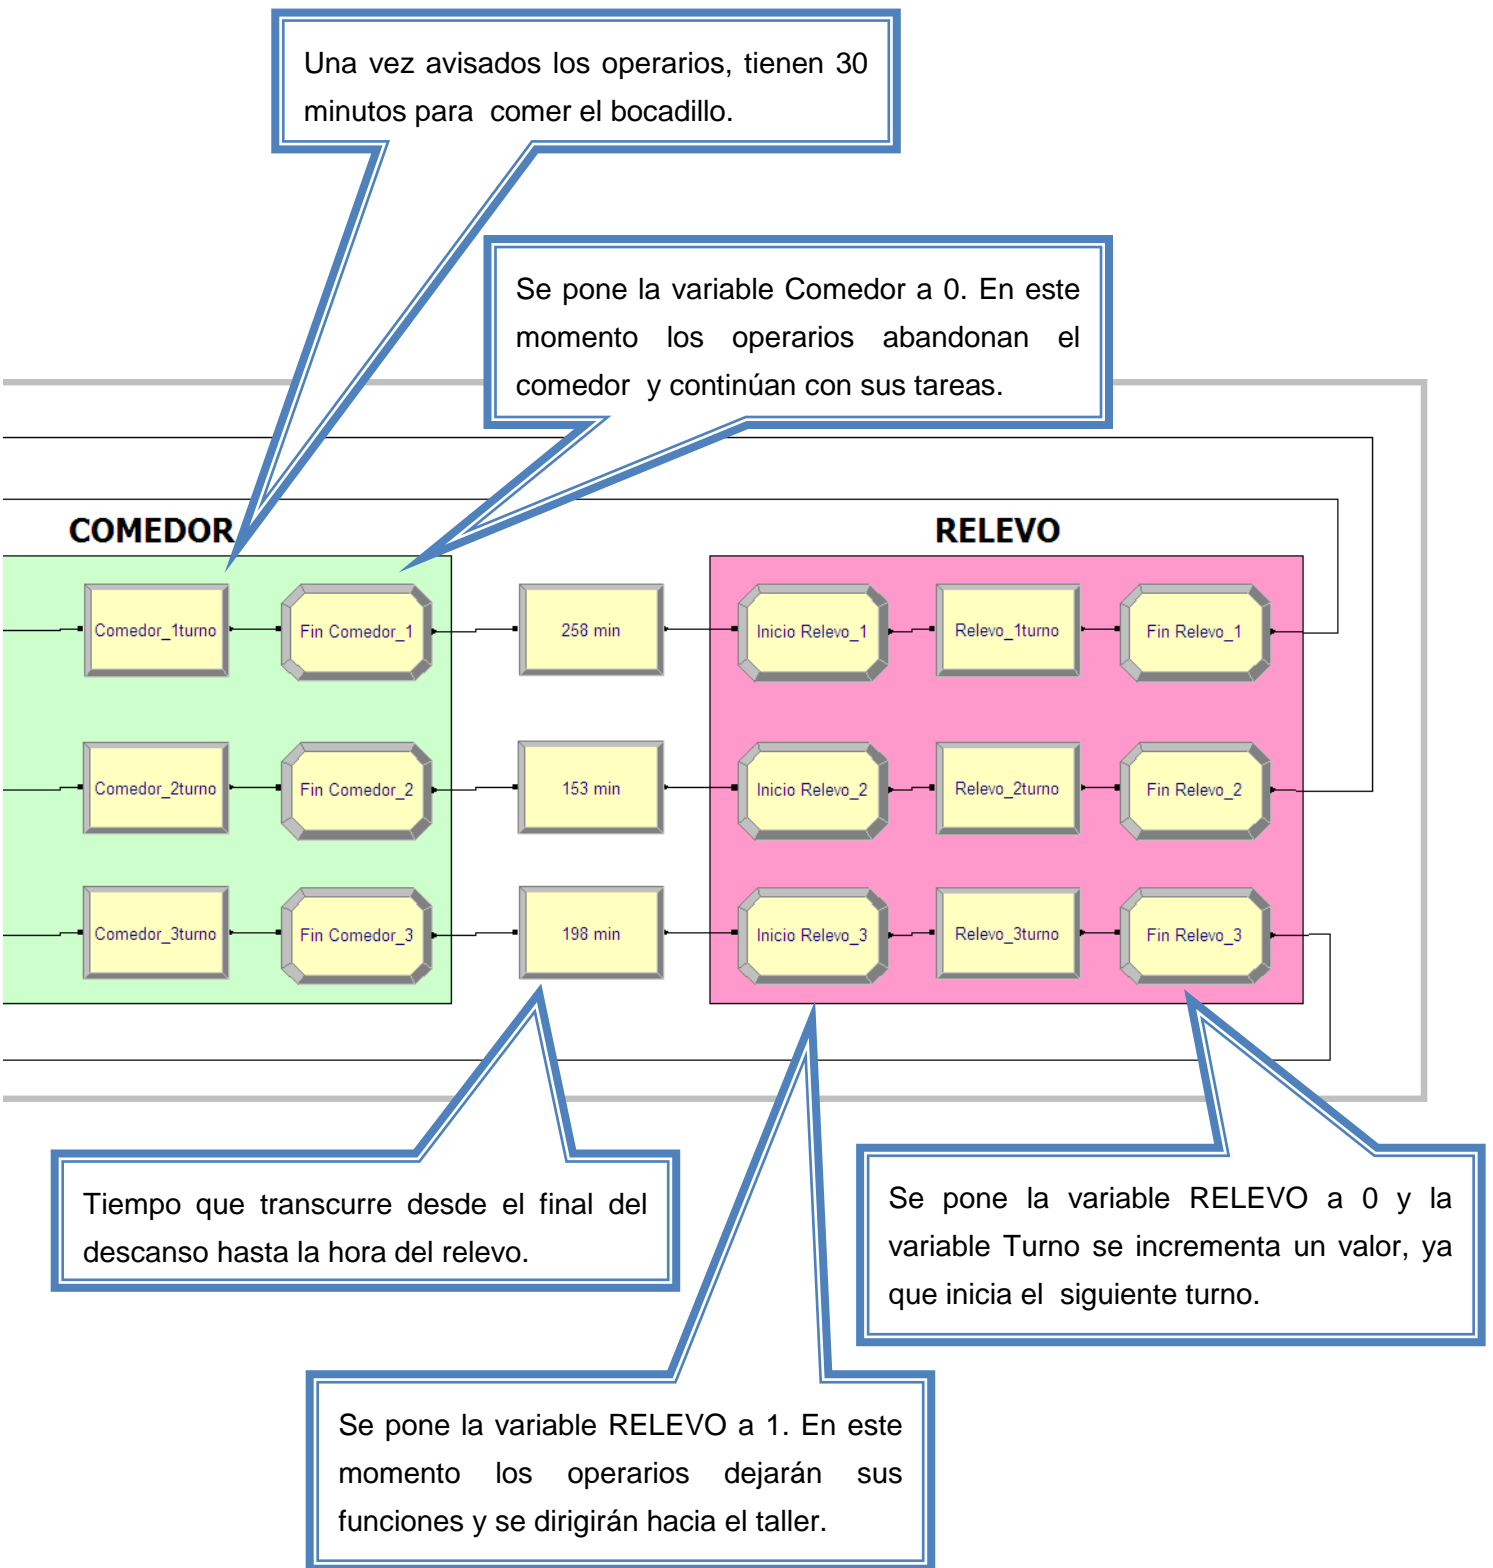 Una vez avisados los operarios, tienen 30
minutos para comer el bocadillo.
Se pone la variable Comedor a 0. En este
momento los operarios abandonan el
comedor y continúan con sus tareas.
COMEDOR
RELEVO
Comedor_1turno
Fin Comedor_1
258 min
Inicio Relevo_1
Relevo_1turno
Fin Relevo_1
Comedor_2turno
Fin Comedor_2
153 min
Inicio Relevo_2
Relevo_2turno
Fin Relevo_2
Comedor_3turno
Fin Comedor_3
198 min
Inicio Relevo_3
Relevo_3turno
Fin Relevo_3
Tiempo que transcurre desde el final del
descanso hasta la hora del relevo.
Se pone la variable RELEVO a 0 y la
variable Turno se incrementa un valor, ya
que inicia el siguiente turno.
Se pone la variable RELEVO a 1. En este
momento los operarios dejarán sus
funciones y se dirigirán hacia el taller.